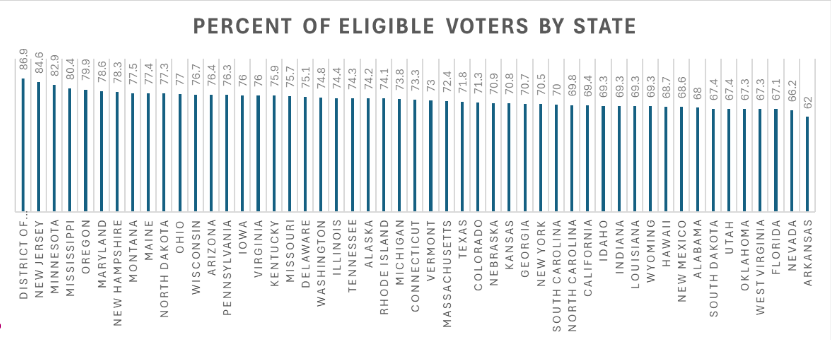 PERCENT OF ELIGIBLE VOTERS BY STATE
86.9
84.6
82.9
80.4
79.9
78.6
78.3
77.5
77.4
77.3
77
76.7
76.4
76.3
76
76
75.9
75.7
75.1
74.8
74.4
74.3
74.2
74.1
73.8
73.3
73
72.4
71.8
71.3
70.9
70.8
70.7
70.5
70
69.8
69.4
69.3
69.3
69.3
69.3
68.7
68.6
68
67.4
67.4
67.3
67.3
67.1
66.2
62
DISTRICT OF…
NEW JERSEY
MINNESOTA
MISSISSIPPI
OREGON
MARYLAND
NEW HAMPSHIRE
MONTANA
MAINE
NORTH DAKOTA
OHIO
WISCONSIN
ARIZONA
PENNSYLVANIA
IOWA
VIRGINIA
KENTUCKY
MISSOURI
DELAWARE
WASHINGTON
ILLINOIS
TENNESSEE
ALASKA
RHODE ISLAND
MICHIGAN
CONNECTICUT
VERMONT
MASSACHUSETTS
TEXAS
COLORADO
NEBRASKA
KANSAS
GEORGIA
NEW YORK
SOUTH CAROLINA
NORTH CAROLINA
CALIFORNIA
IDAHO
INDIANA
LOUISIANA
WYOMING
HAWAII
NEW MEXICO
ALABAMA
SOUTH DAKOTA
UTAH
OKLAHOMA
WEST VIRGINIA
FLORIDA
NEVADA
ARKANSAS